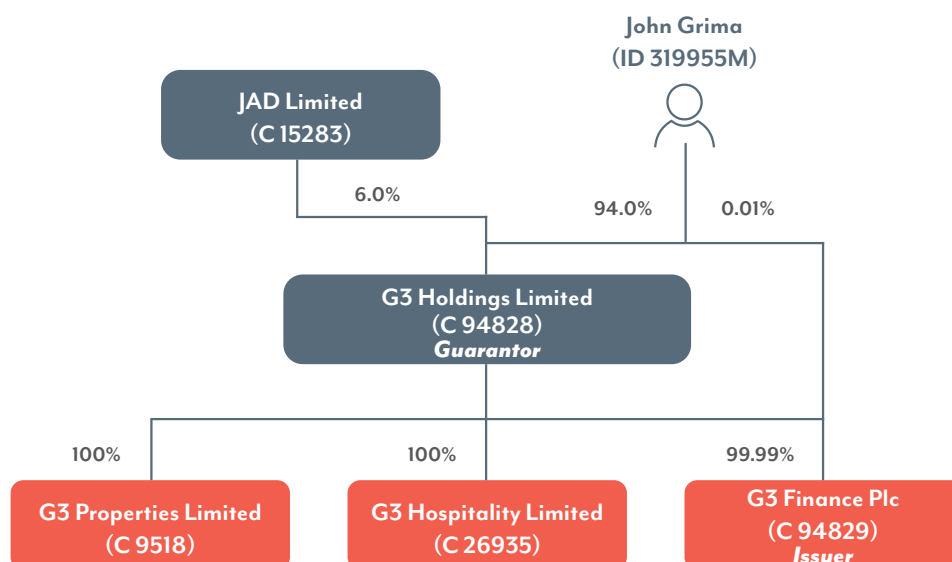 John Grima
(ID 319955M)
JAD Limited
(C 15283)
6.0%
94.0%
0.01%
G3 Holdings Limited
(C 94828)
Guarantor
100%
100%
99.99%
G3 Properties Limited
(C 9518)
G3 Hospitality Limited
(C 26935)
G3 Finance Plc
(C 94829)
Issuer